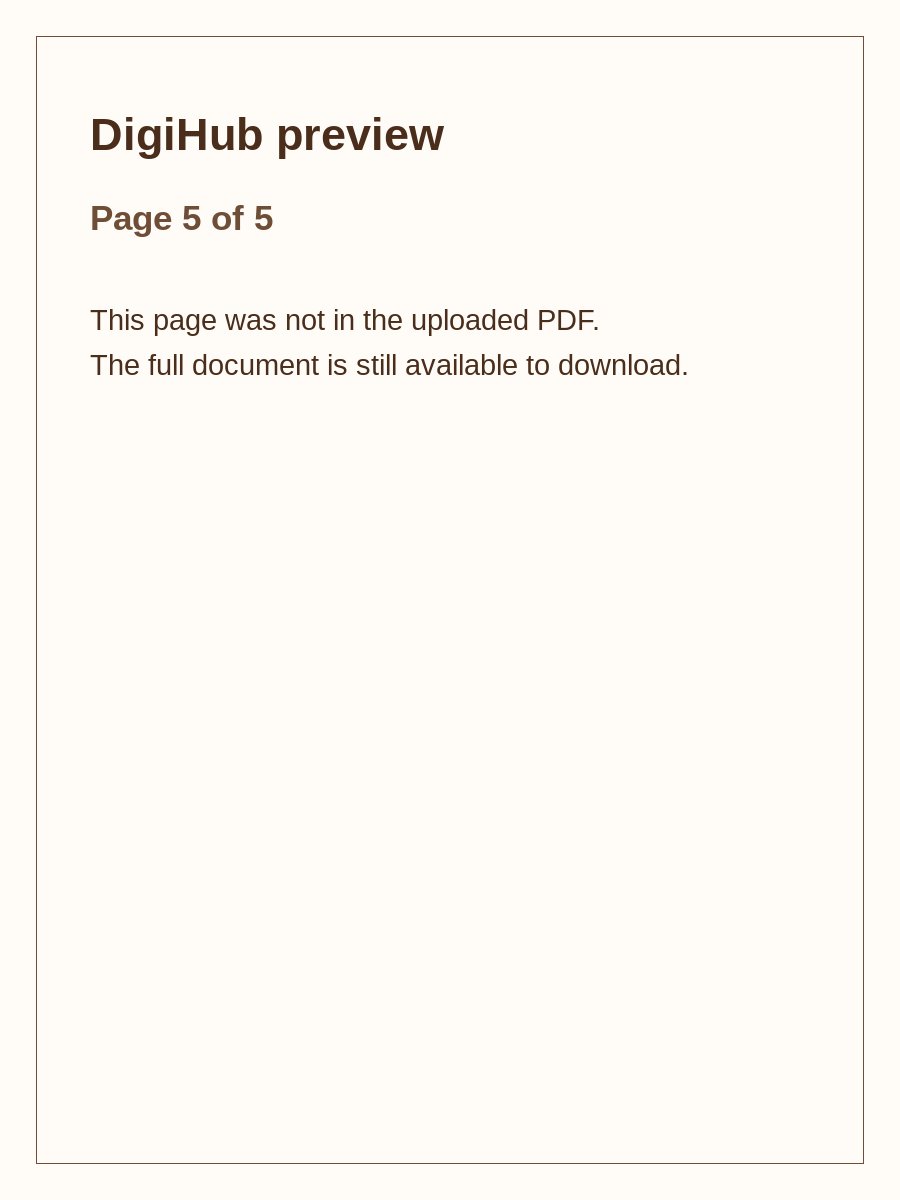 DigiHub preview
Page 5 of 5
This page was not in the uploaded PDF.
The full document is still available to download.